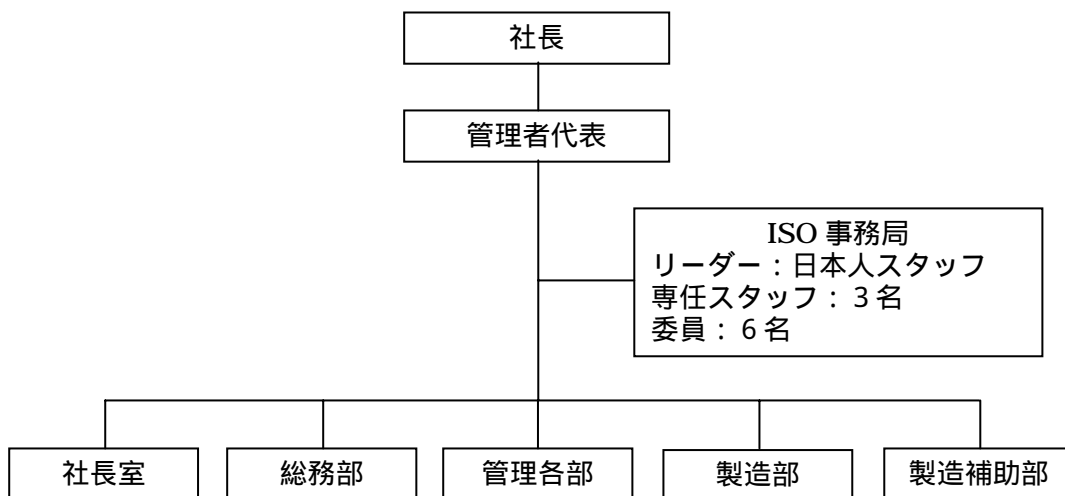 社長
管理者代表
ISO 事務局
リーダー：日本人スタッフ
専任スタッフ：３名
委員：６名
社長室
総務部
管理各部
製造部
製造補助部